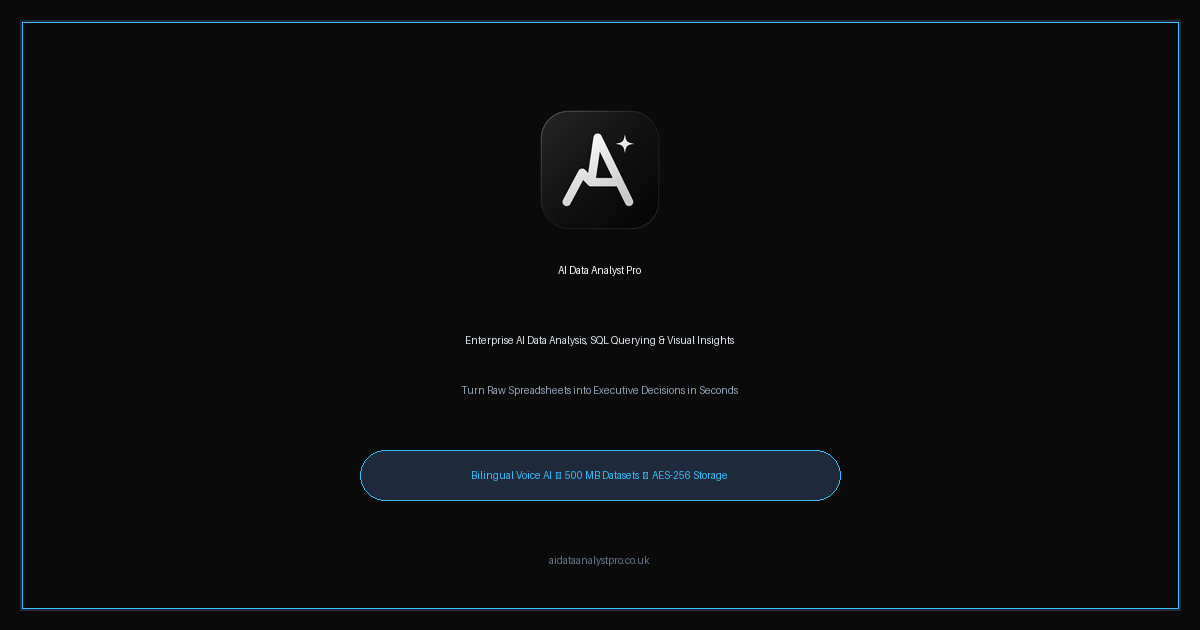 AI Data Analyst Pro
Enterprise AI Data Analysis, SQL Querying & Visual Insights
Turn Raw Spreadsheets into Executive Decisions in Seconds
Bilingual Voice AI ▯ 500 MB Datasets ▯ AES-256 Storage
aidataanalystpro.co.uk